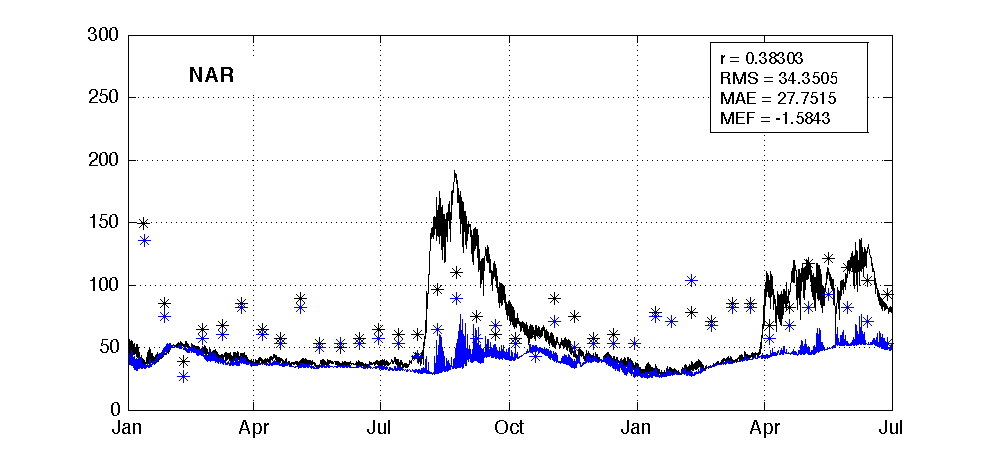 300
NAR
r = 0.38303
RMS = 34.3505
MAE = 27.7515
MEF = -1.5843
250
200
150
100
50
0
Jan Apr Jul Oct Jan Apr Jul